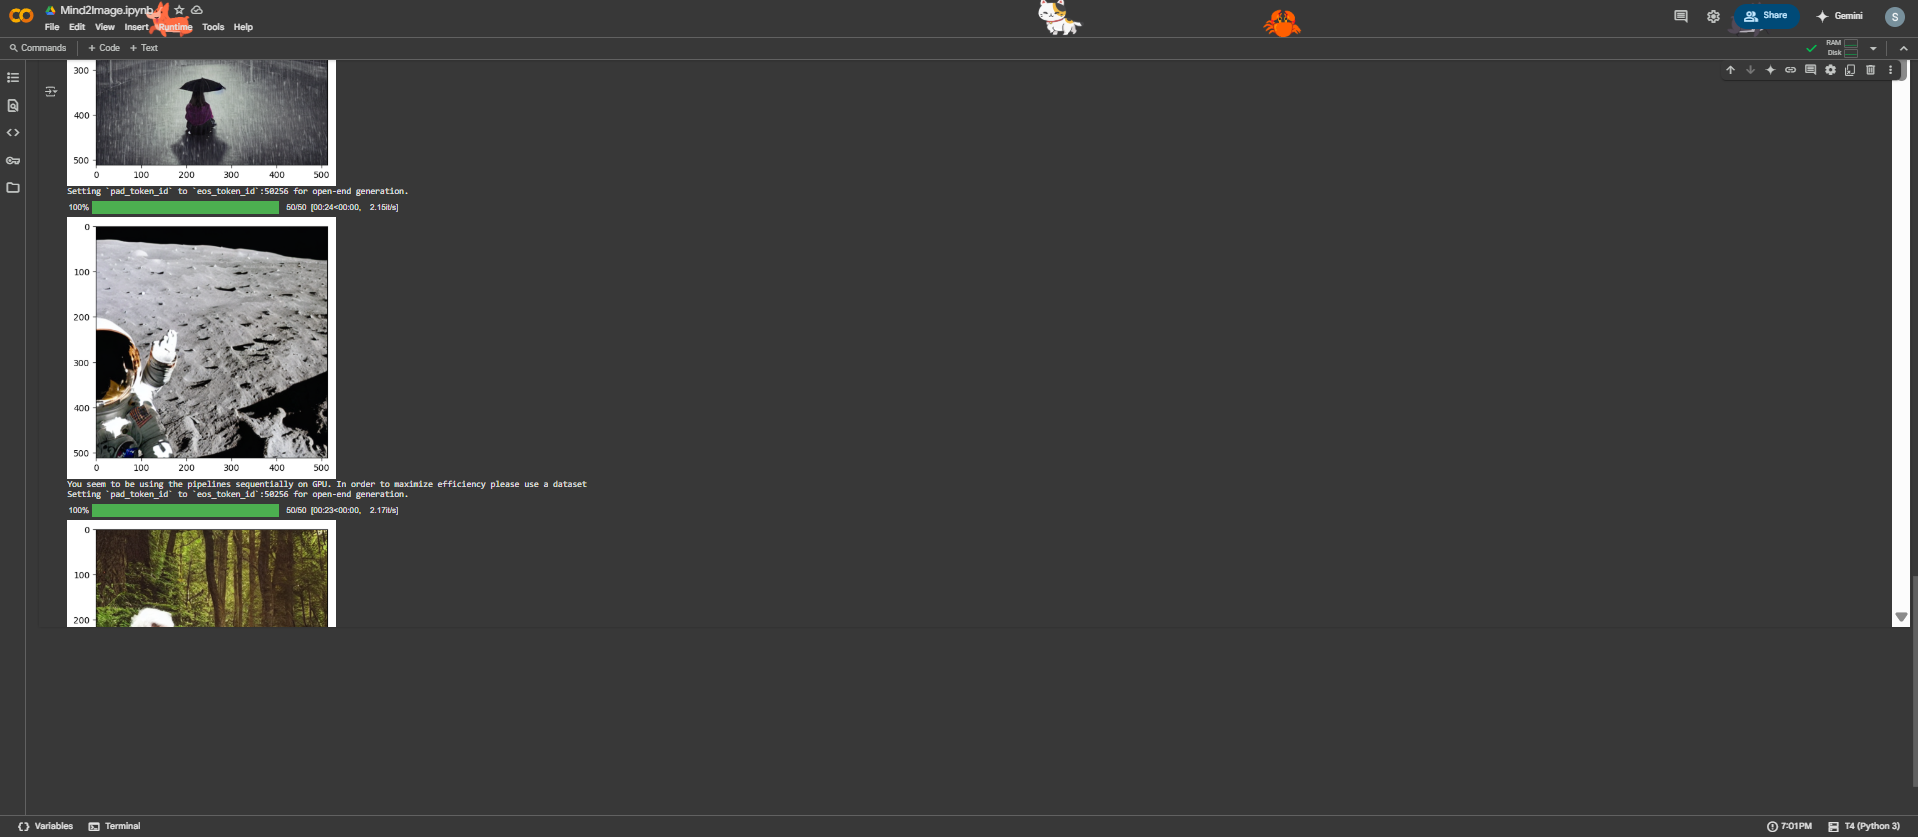 Mind2Image.ipynb
File Edit View Insert Runtime Tools Help
Share
Gemini
S
Commands
+ Code + Text
RAM
Disk
300
400
500
0 100 200 300 400 500
Setting `pad_token_id` to `eos_token_id`:50256 for open-end generation.
100% 50/50 [00:24<00:00, 2.15it/s]
0
100
200
300
400
500
0 100 200 300 400 500
You seem to be using the pipelines sequentially on GPU. In order to maximize efficiency please use a dataset
Setting `pad_token_id` to `eos_token_id`:50256 for open-end generation.
100% 50/50 [00:23<00:00, 2.17it/s]
0
100
200
Variables Terminal
7:01PM T4 (Python 3)